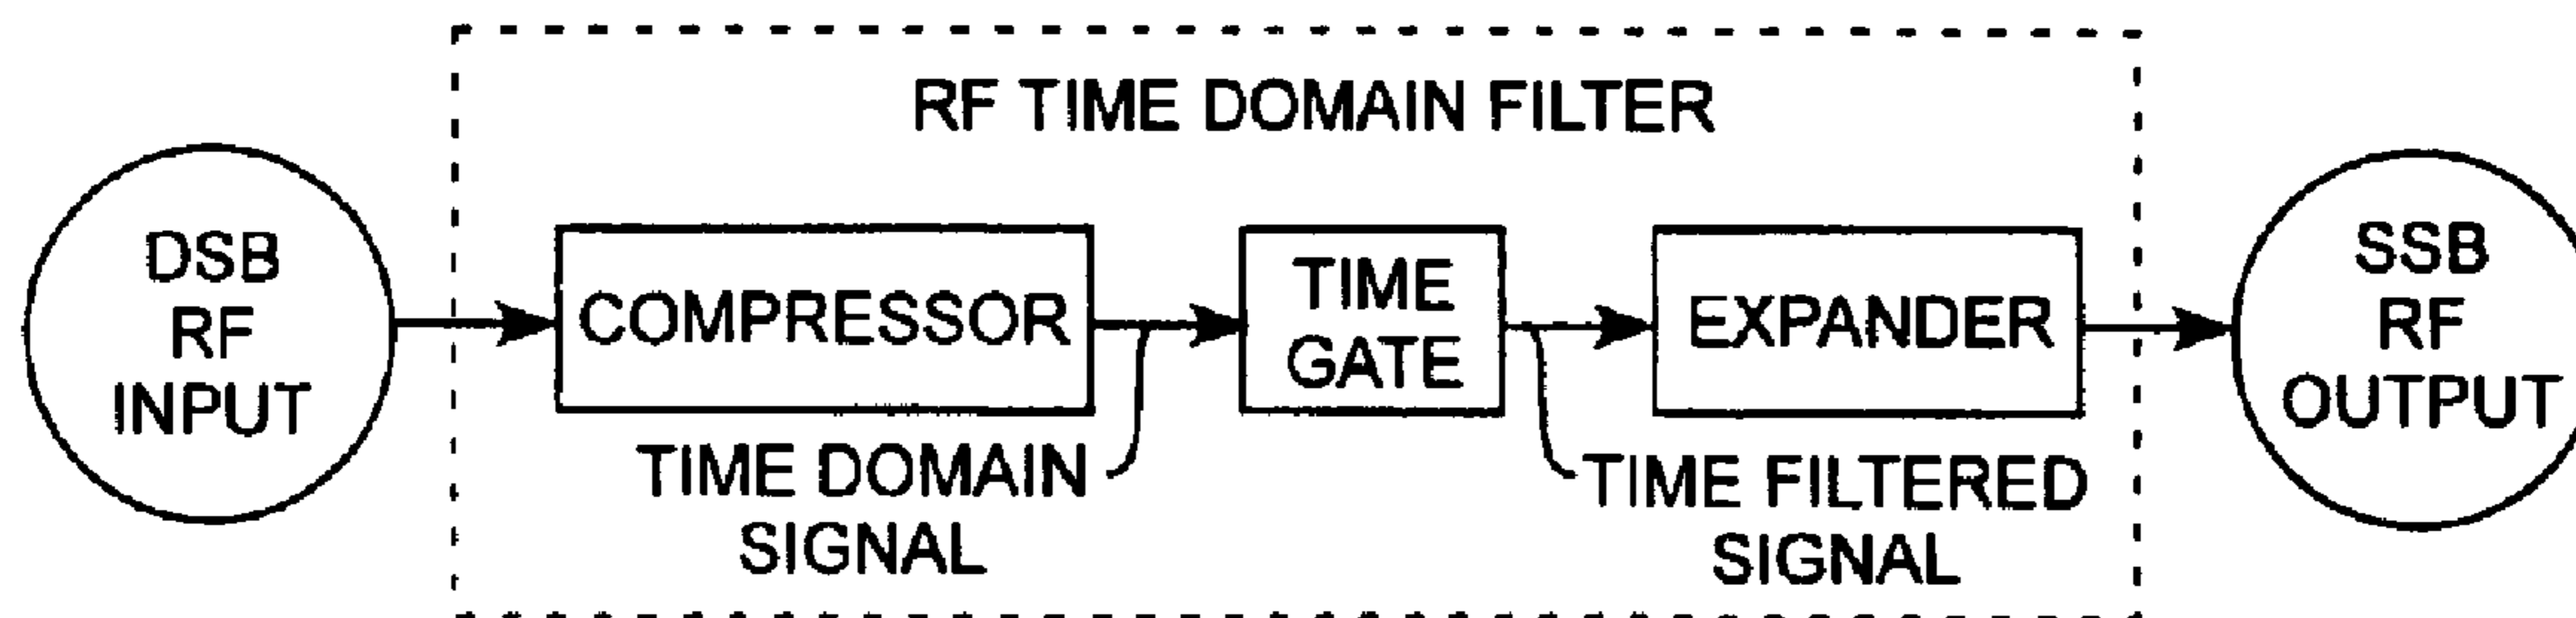 RF TIME DOMAIN FILTER
DSB
RF
INPUT
COMPRESSOR
TIME
GATE
EXPANDER
SSB
RF
OUTPUT
TIME DOMAIN
SIGNAL
TIME FILTERED
SIGNAL